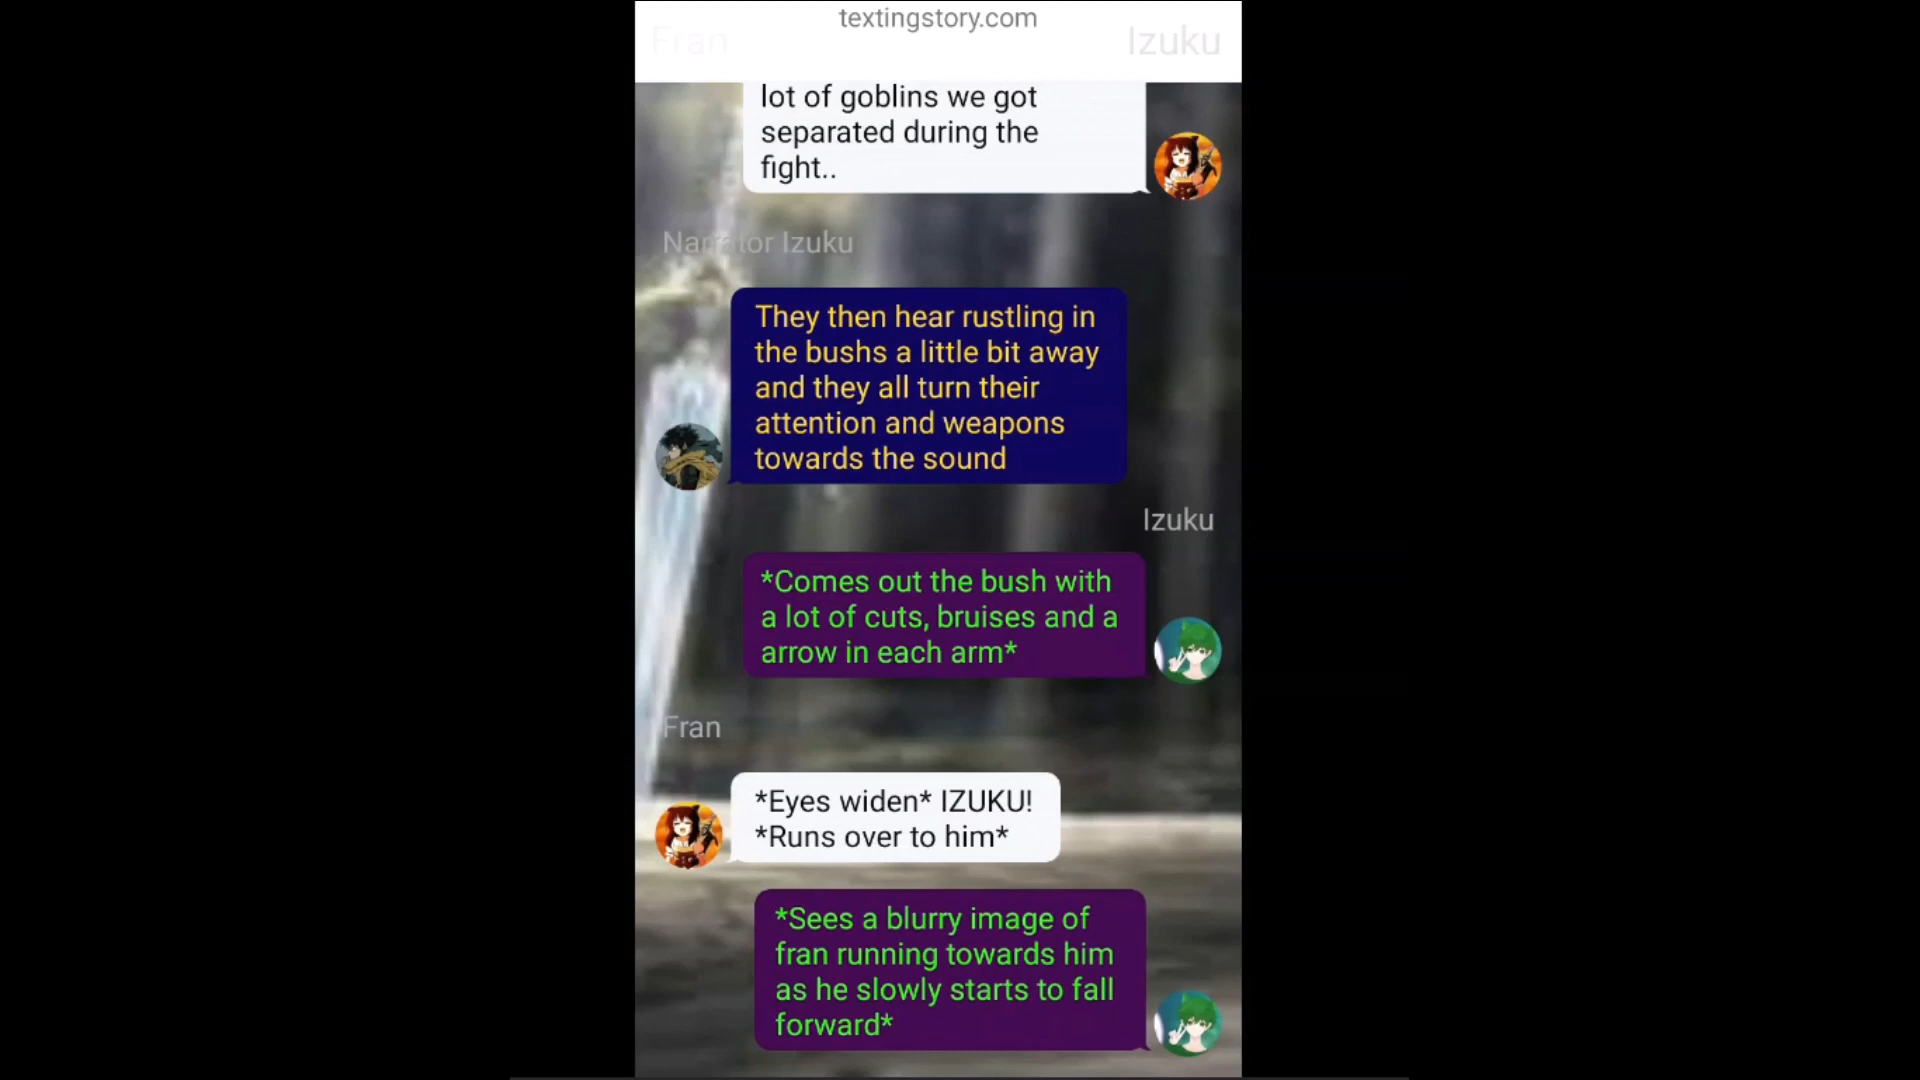 textingstory.com
Fran
Izuku
lot of goblins we got
separated during the
fight..
Narrator Izuku
They then hear rustling in
the bushs a little bit away
and they all turn their
attention and weapons
towards the sound
Izuku
*Comes out the bush with
a lot of cuts, bruises and a
arrow in each arm*
Fran
*Eyes widen* IZUKU!
*Runs over to him*
*Sees a blurry image of
fran running towards him
as he slowly starts to fall
forward*